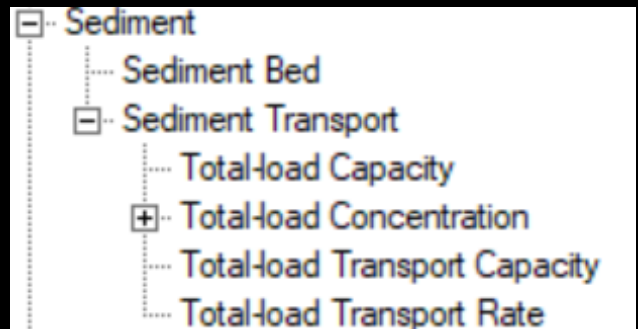 Sediment
Sediment Bed
Sediment Transport
Total-load Capacity
Total-load Concentration
Total-load Transport Capacity
Total-load Transport Rate